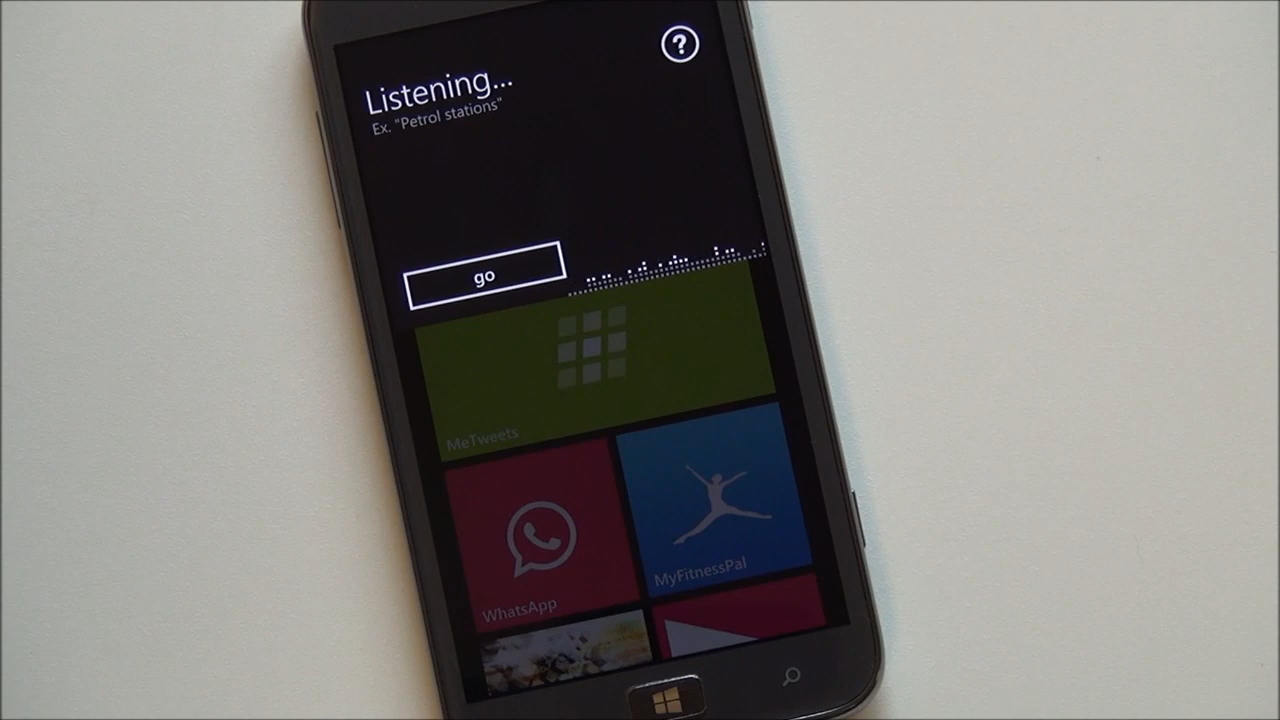 ?
Listening...
Ex. "Petrol stations"
go
MeTweets
WhatsApp
MyFitnessPal